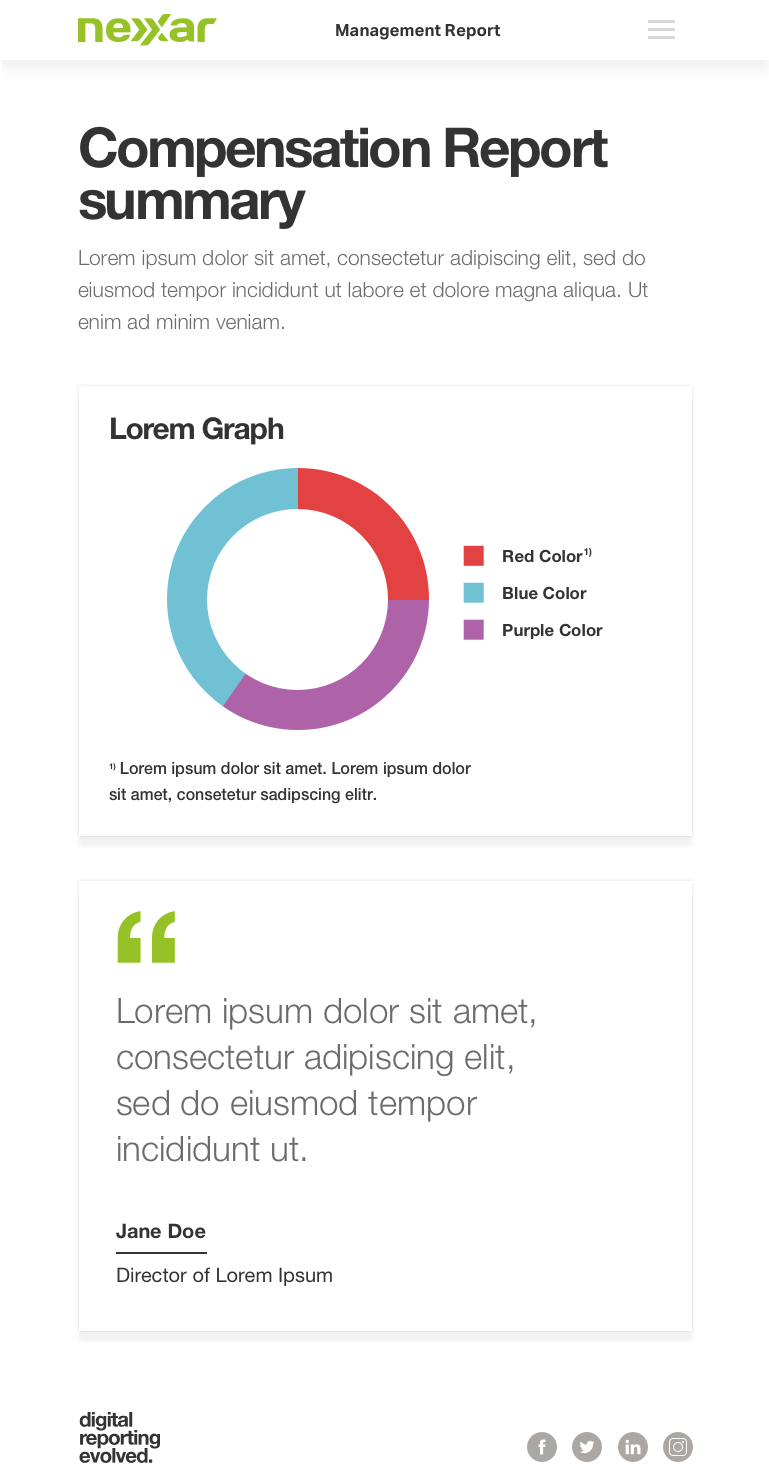 nexxar
Management Report
Compensation Report
summary
Lorem ipsum dolor sit amet, consectetur adipiscing elit, sed do
eiusmod tempor incididunt ut labore et dolore magna aliqua. Ut
enim ad minim veniam.
Lorem Graph
Red Color¹⁾
Blue Color
Purple Color
¹⁾ Lorem ipsum dolor sit amet. Lorem ipsum dolor
sit amet, consetetur sadipscing elitr.
“
Lorem ipsum dolor sit amet,
consectetur adipiscing elit,
sed do eiusmod tempor
incididunt ut.
Jane Doe
Director of Lorem Ipsum
digital
reporting
evolved.